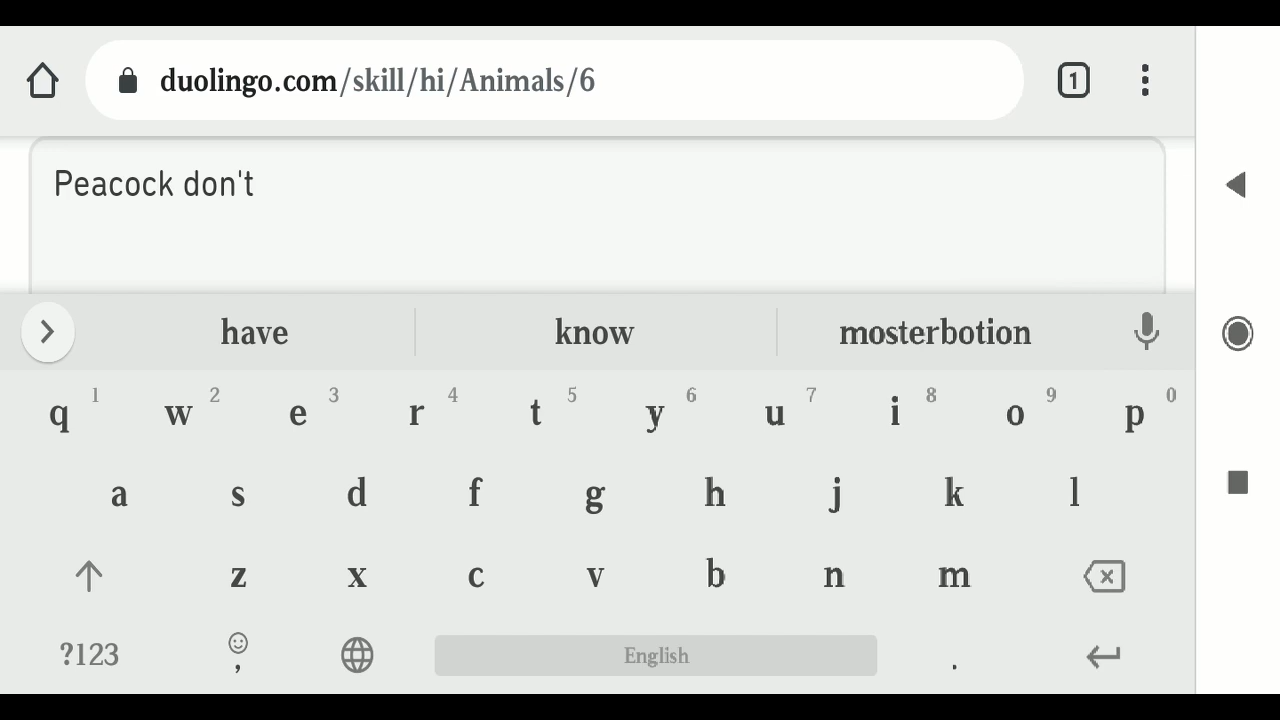 duolingo.com/skill/hi/Animals/6
1
Peacock don't
have know mosterbotion
q 1 w 2 e 3 r 4 t 5 y 6 u 7 i 8 o 9 p 0
a s d f g h j k l
z x c v b n m
?123 , English .